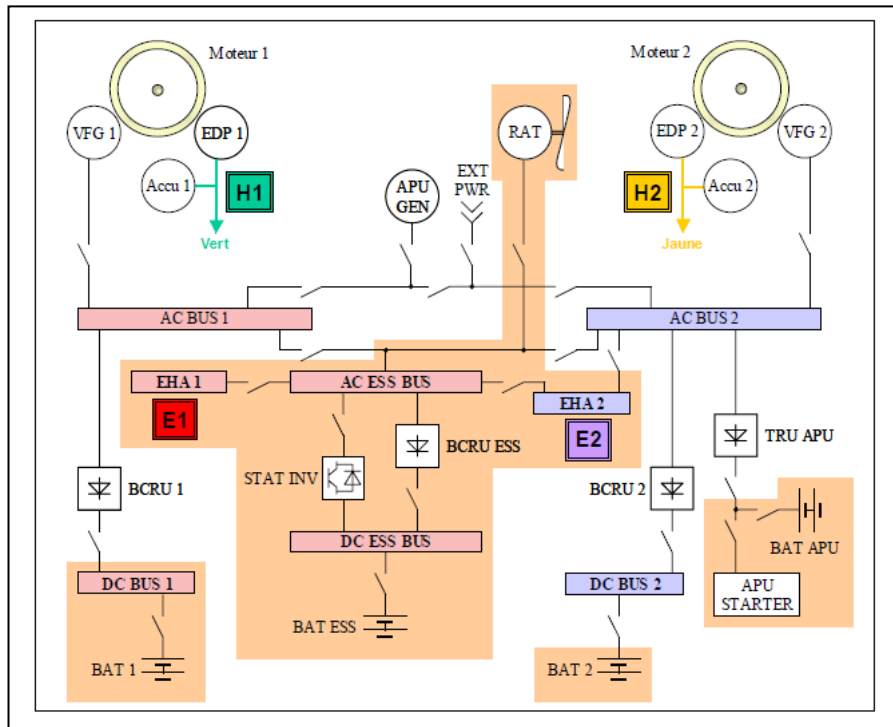 Moteur 1
Moteur 2
VFG 1
EDP 1
RAT
EDP 2
VFG 2
Accu 1
H1
APU
GEN
EXT
PWR
H2
Accu 2
Vert
Jaune
AC BUS 1
AC BUS 2
EHA 1
AC ESS BUS
EHA 2
E1
E2
BCRU ESS
TRU APU
STAT INV
BCRU 1
BCRU 2
DC ESS BUS
BAT APU
DC BUS 1
DC BUS 2
APU
STARTER
BAT ESS
BAT 1
BAT 2